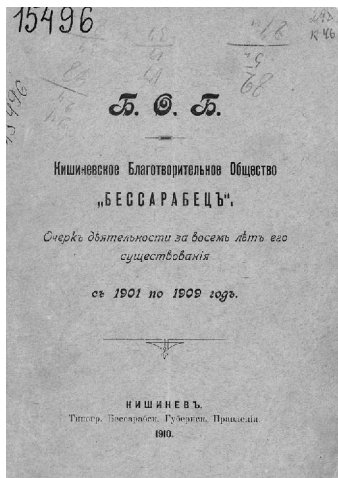 15496
Б. О. Б.
Кишиневское Благотворительное Общество
„БЕССАРАБЕЦЪ“.
Очеркъ дѣятельности за восемь лѣтъ его
существованія
съ 1901 по 1909 годъ.
КИШИНЕВЪ.
Типогр. Бессарабск. Губернск. Правленія
1910.